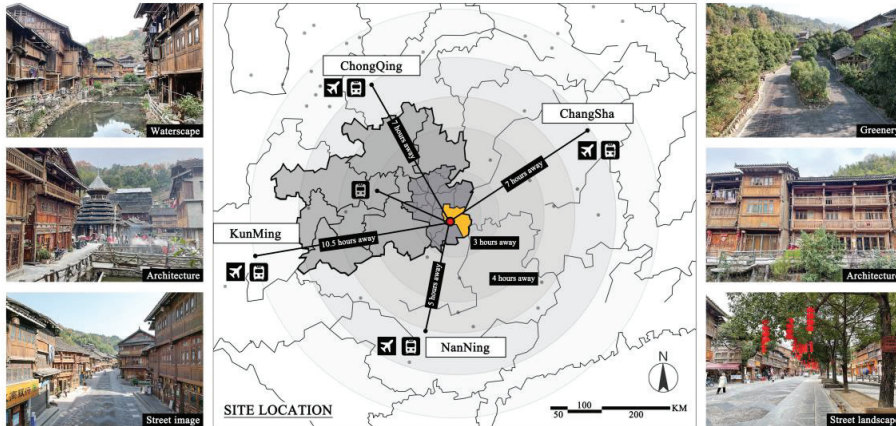 Waterscape
Architecture
Street image
ChongQing
ChangSha
7 hours away
7 hours away
KunMing
10.5 hours away
3 hours away
4 hours away
5 hours away
NanNing
SITE LOCATION
N
100
50
200
KM
Greenery
Architecture
Street landscape